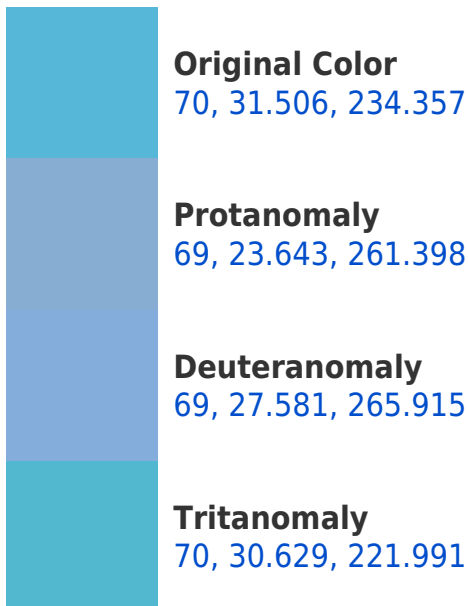 Original Color
70, 31.506, 234.357
Protanomaly
69, 23.643, 261.398
Deuteranomaly
69, 27.581, 265.915
Tritanomaly
70, 30.629, 221.991